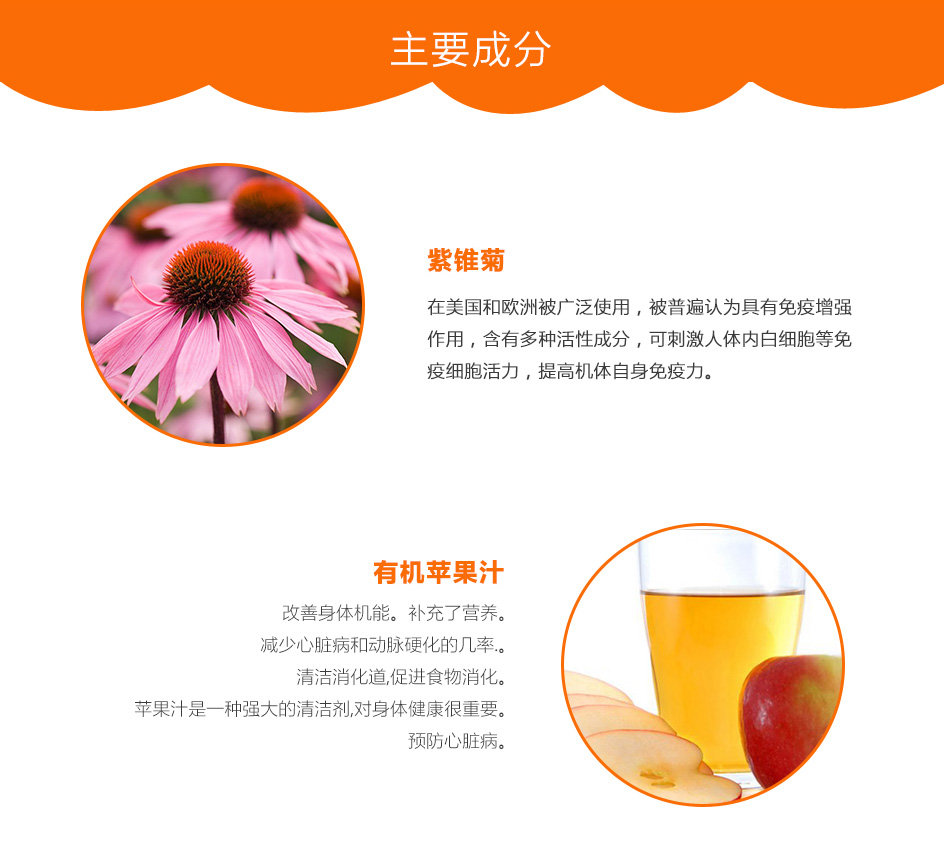 主要成分
紫锥菊
在美国和欧洲被广泛使用，被普遍认为具有免疫增强
作用，含有多种活性成分，可刺激人体内白细胞等免
疫细胞活力，提高机体自身免疫力。
有机苹果汁
改善身体机能。补充了营养。
减少心脏病和动脉硬化的几率.。
清洁消化道,促进食物消化。
苹果汁是一种强大的清洁剂,对身体健康很重要。
预防心脏病。